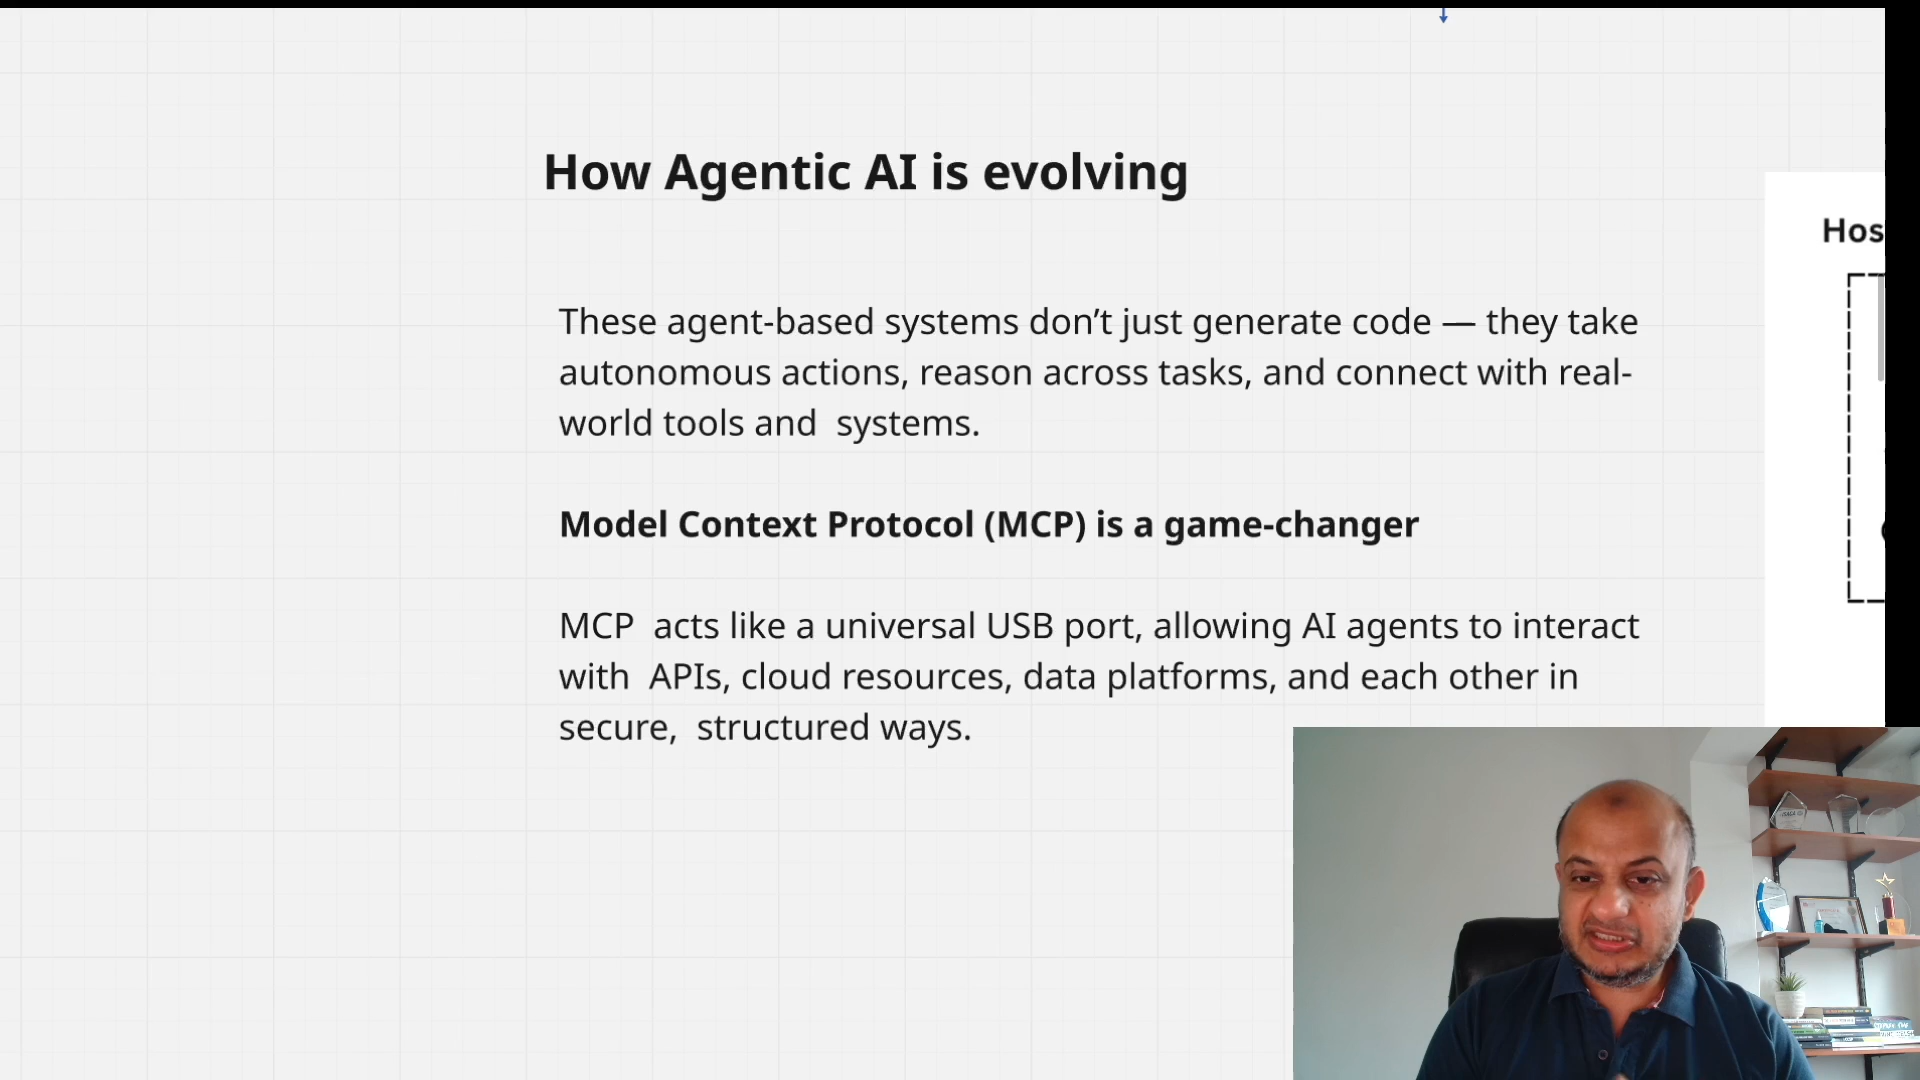 How Agentic AI is evolving
These agent-based systems don’t just generate code — they take
autonomous actions, reason across tasks, and connect with real-
world tools and  systems.
Model Context Protocol (MCP) is a game-changer
MCP  acts like a universal USB port, allowing AI agents to interact
with  APIs, cloud resources, data platforms, and each other in
secure,  structured ways.
Hos